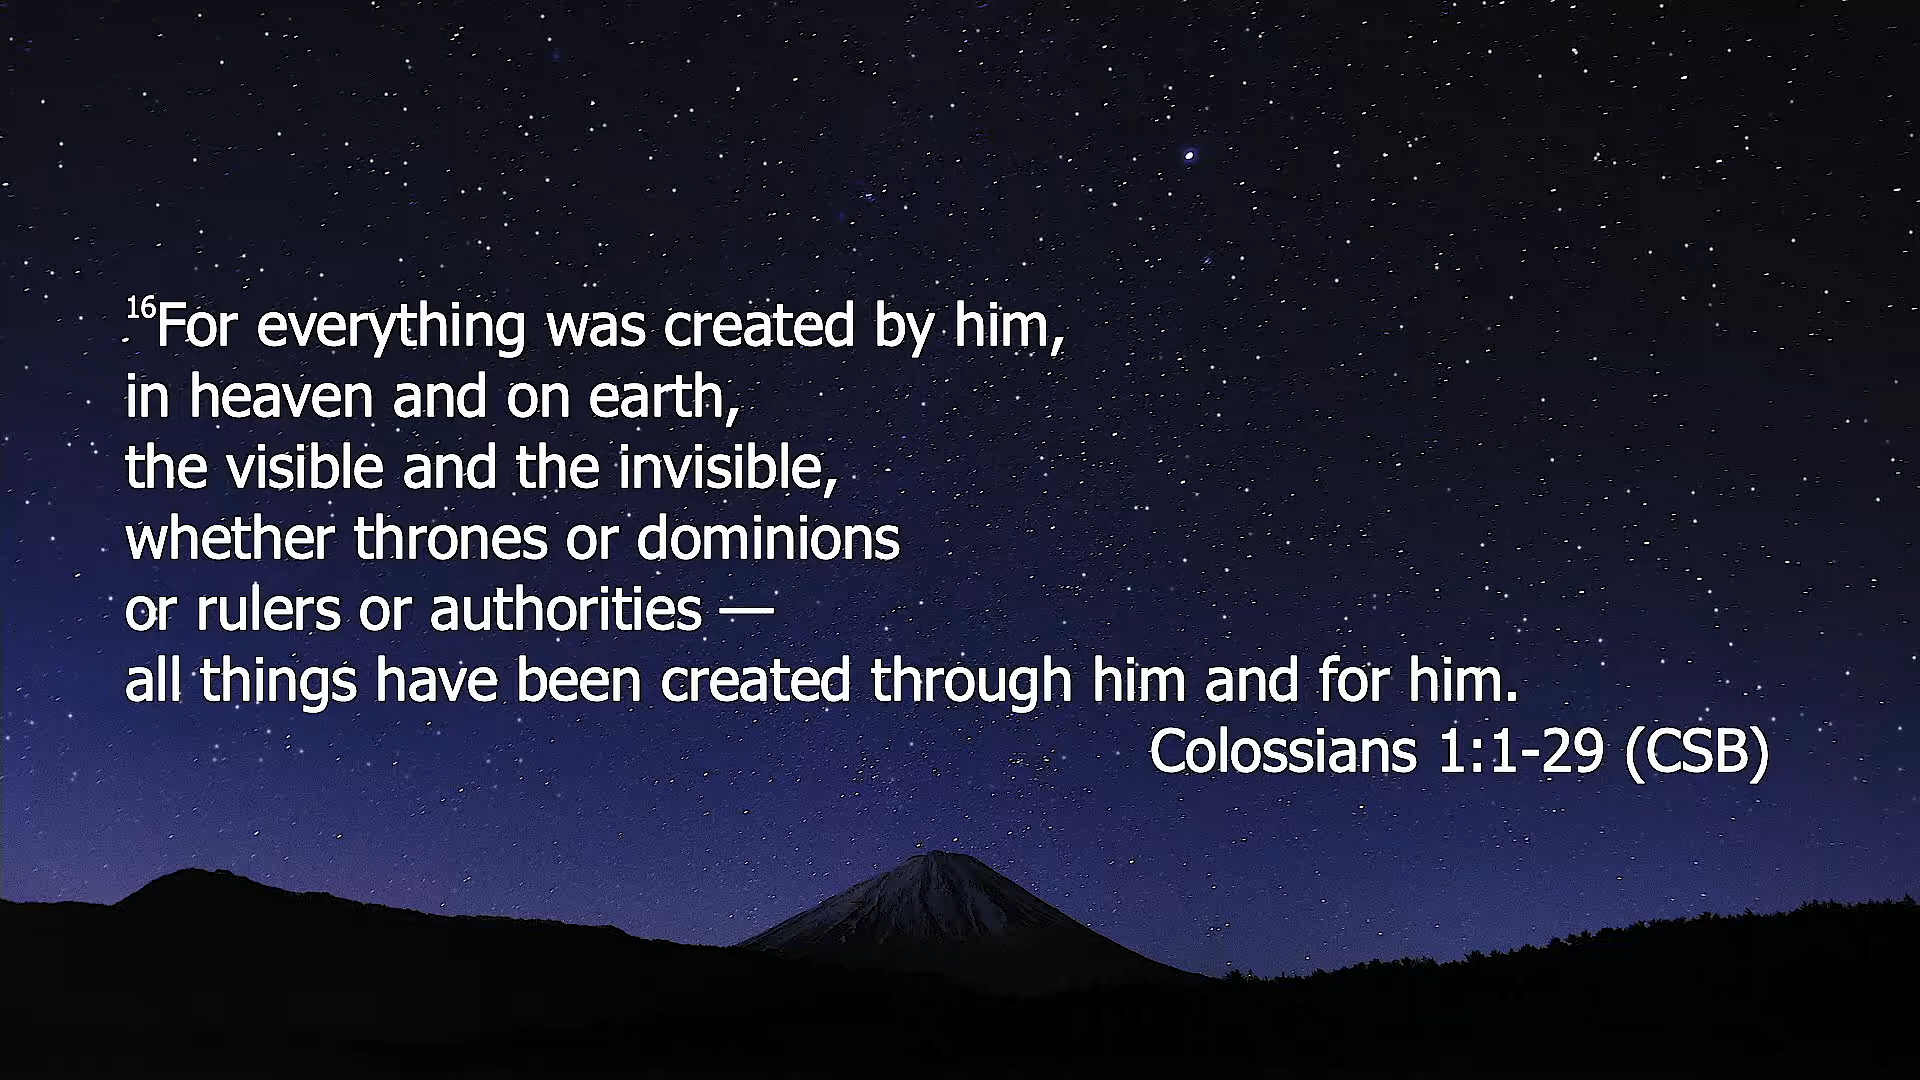 16For everything was created by him,
in heaven and on earth,
the visible and the invisible,
whether thrones or dominions
or rulers or authorities —
all things have been created through him and for him.
Colossians 1:1-29 (CSB)